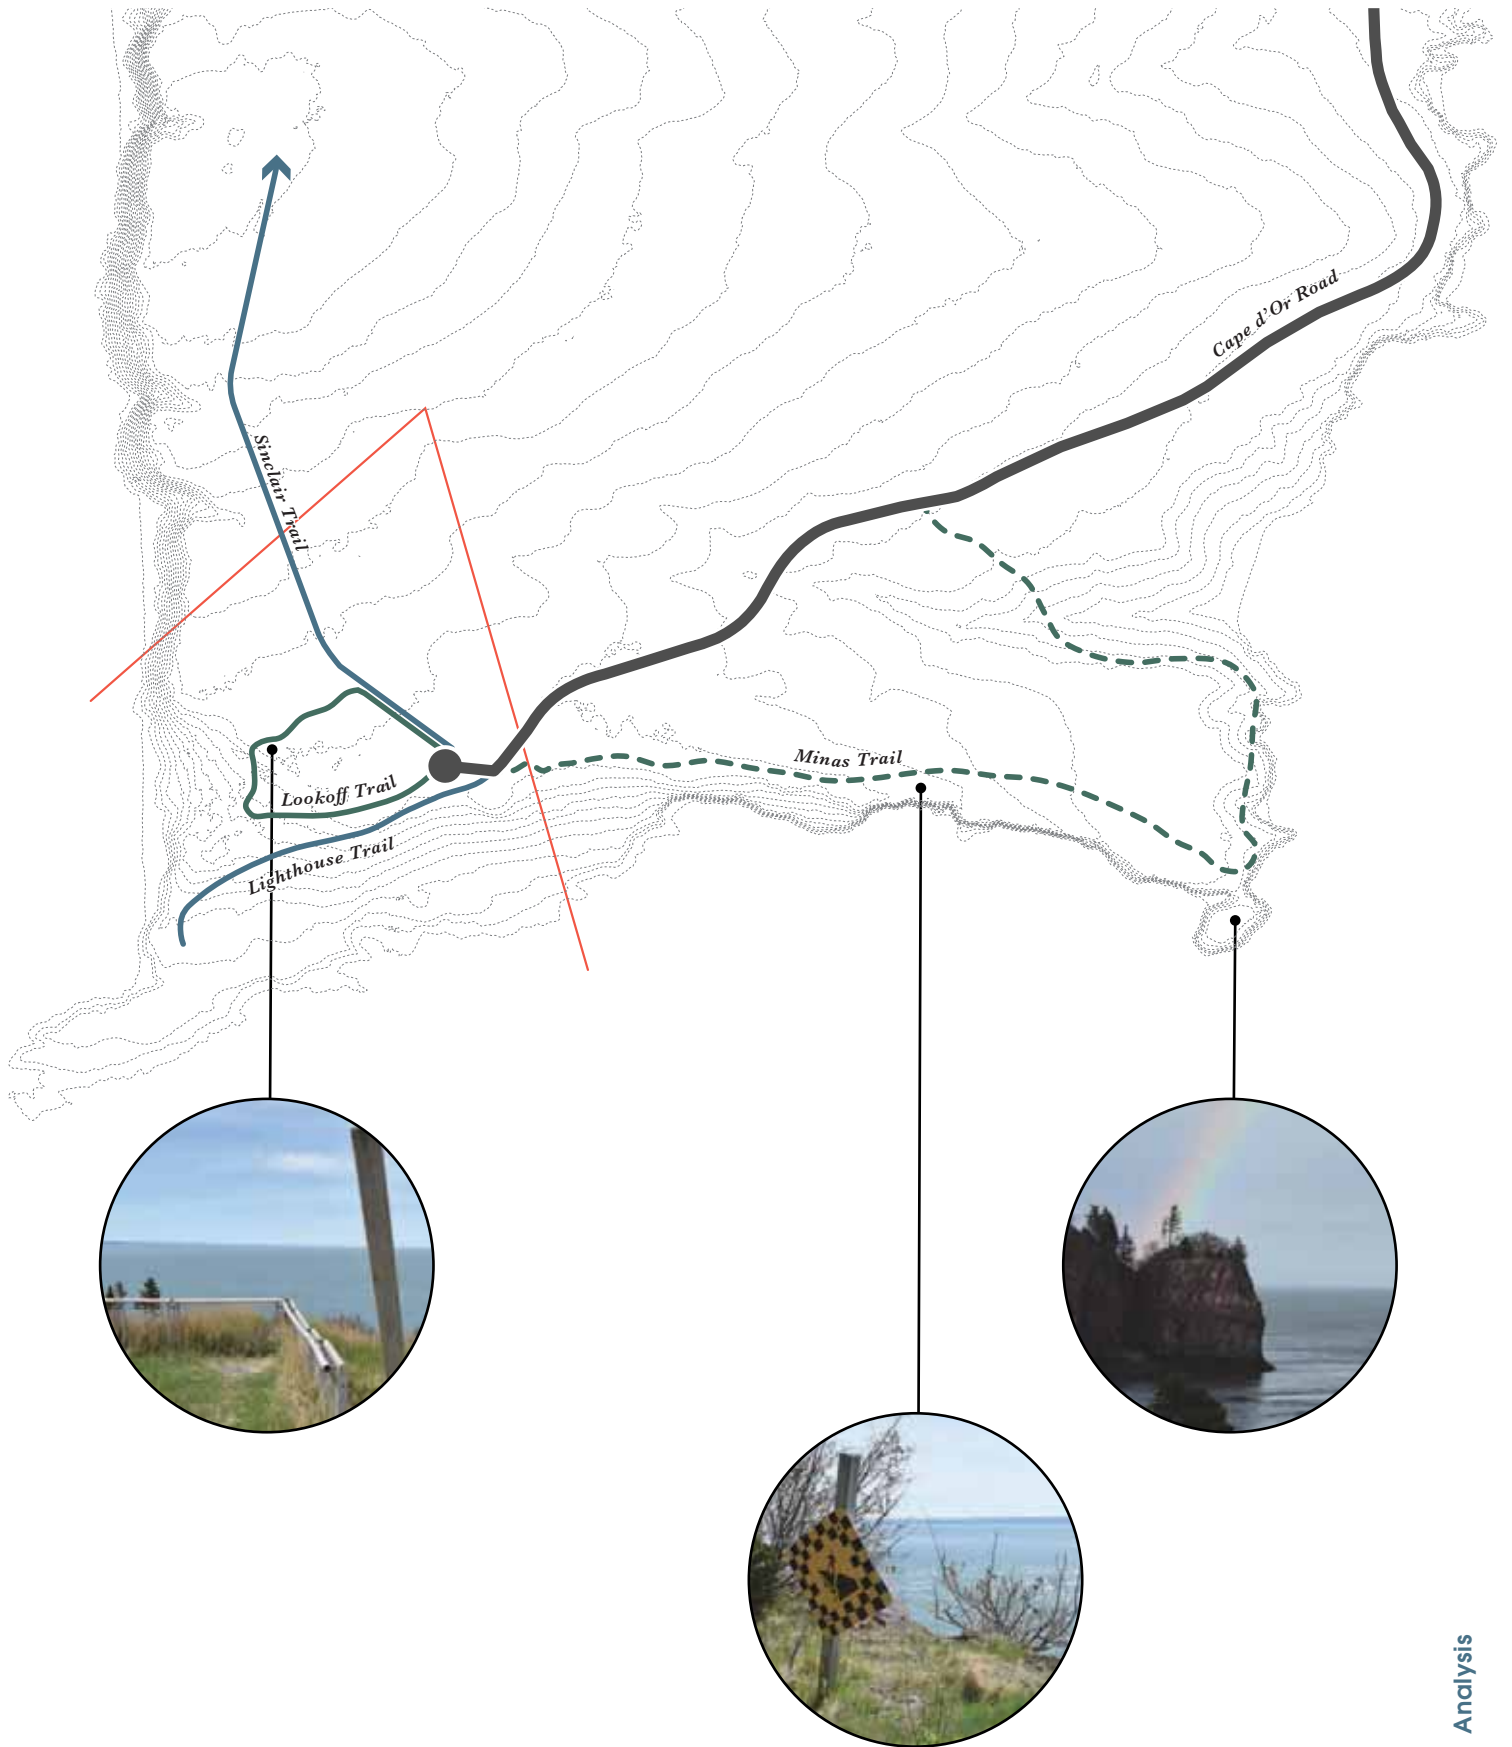 Cape d'Or Road
Sinclair Trail
Minas Trail
Lookoff Trail
Lighthouse Trail
Analysis